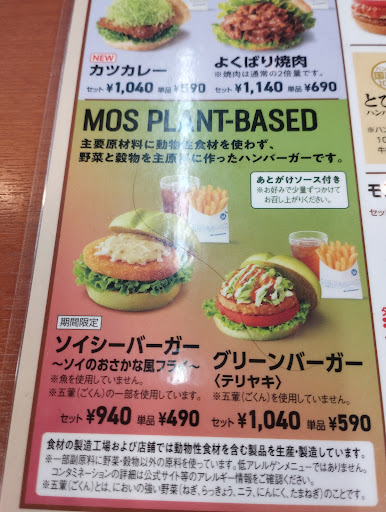 NEW
カツカレー
セット ¥1,040 単品 ¥590
よくばり焼肉
※焼肉は通常の2倍量です。
セット ¥1,140 単品 ¥690
MOS PLANT-BASED
主要原材料に動物性食材を使わず、
野菜と穀物を主原料に作ったハンバーガーです。
あとがけソース付き
※お好みで少量ずつかけて
お召し上がりください。
期間限定
ソイシーバーガー
〜ソイのおさかな風フライ〜
※魚を使用していません。
※五葷(ごくん)の一部を使用しています。
セット ¥940 単品 ¥490
グリーンバーガー
〈テリヤキ〉
※五葷(ごくん)を使用していません。
セット ¥1,040 単品 ¥590
食材の製造工場および店舗では動物性食材を含む製品を生産・製造しています。
※一部副原料に野菜・穀物以外の原料を使っています。低アレルゲンメニューではありません。
コンタミネーションの詳細は公式サイト等のアレルギー情報をご確認ください。
※五葷(ごくん)とは、においの強い野菜(ねぎ、らっきょう、ニラ、にんにく、たまねぎ)のことです。
とび
ハンバー
モ
セット